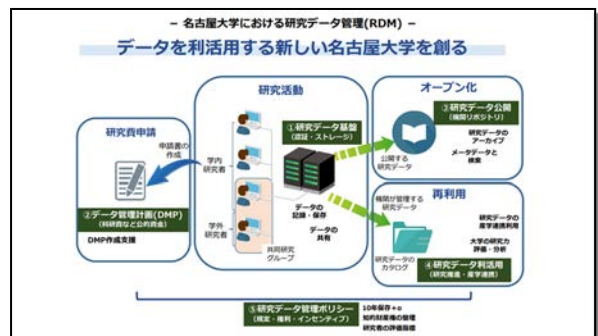 − 名古屋大学における研究データ管理(RDM) −
データを利活用する新しい名古屋大学を創る
研究費申請
申請書の
作成
②データ管理計画(DMP)
(科研費など公的資金)
DMP作成支援
研究活動
学内
研究者
学外
研究者
共同研究
グループ
①研究データ基盤
(認証・ストレージ)
データの
記録・保存
データの
共有
オープン化
③研究データ公開
(機関リポジトリ)
研究データの
アーカイブ
メータデータと
検索
公開する
研究データ
再利用
機関が管理する
研究データ
研究データの
産学連携利用
大学の研究力
評価・分析
研究データの
カタログ
④研究データ利活用
(研究推進・産学連携)
⑤研究データ管理ポリシー
(規定・権利・インセンティブ)
10年保存+α
知的財産権の管理
研究者の評価指標